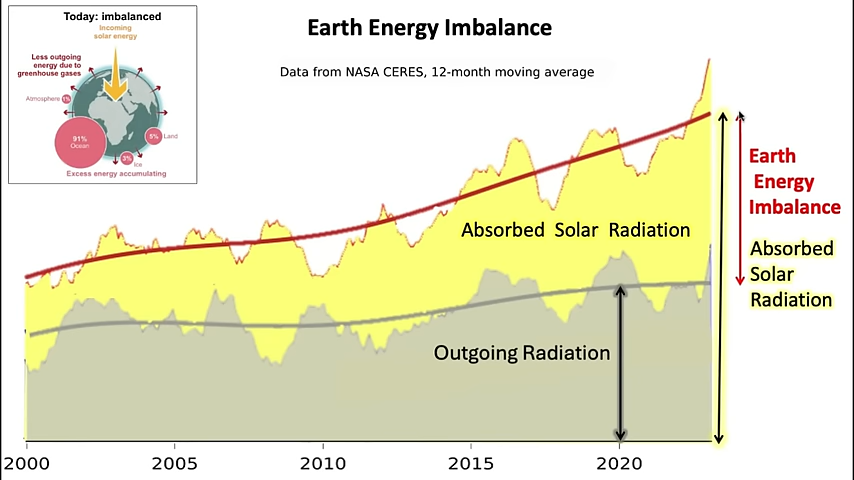 Today: imbalanced
Incoming
solar energy
Less outgoing
energy due to
greenhouse gases
Atmosphere 1%
91%
Ocean
5% Land
3%
Ice
Excess energy accumulating
Earth Energy Imbalance
Data from NASA CERES, 12-month moving average
Earth
Energy
Imbalance
Absorbed Solar Radiation
Absorbed
Solar
Radiation
Outgoing Radiation
2000 2005 2010 2015 2020